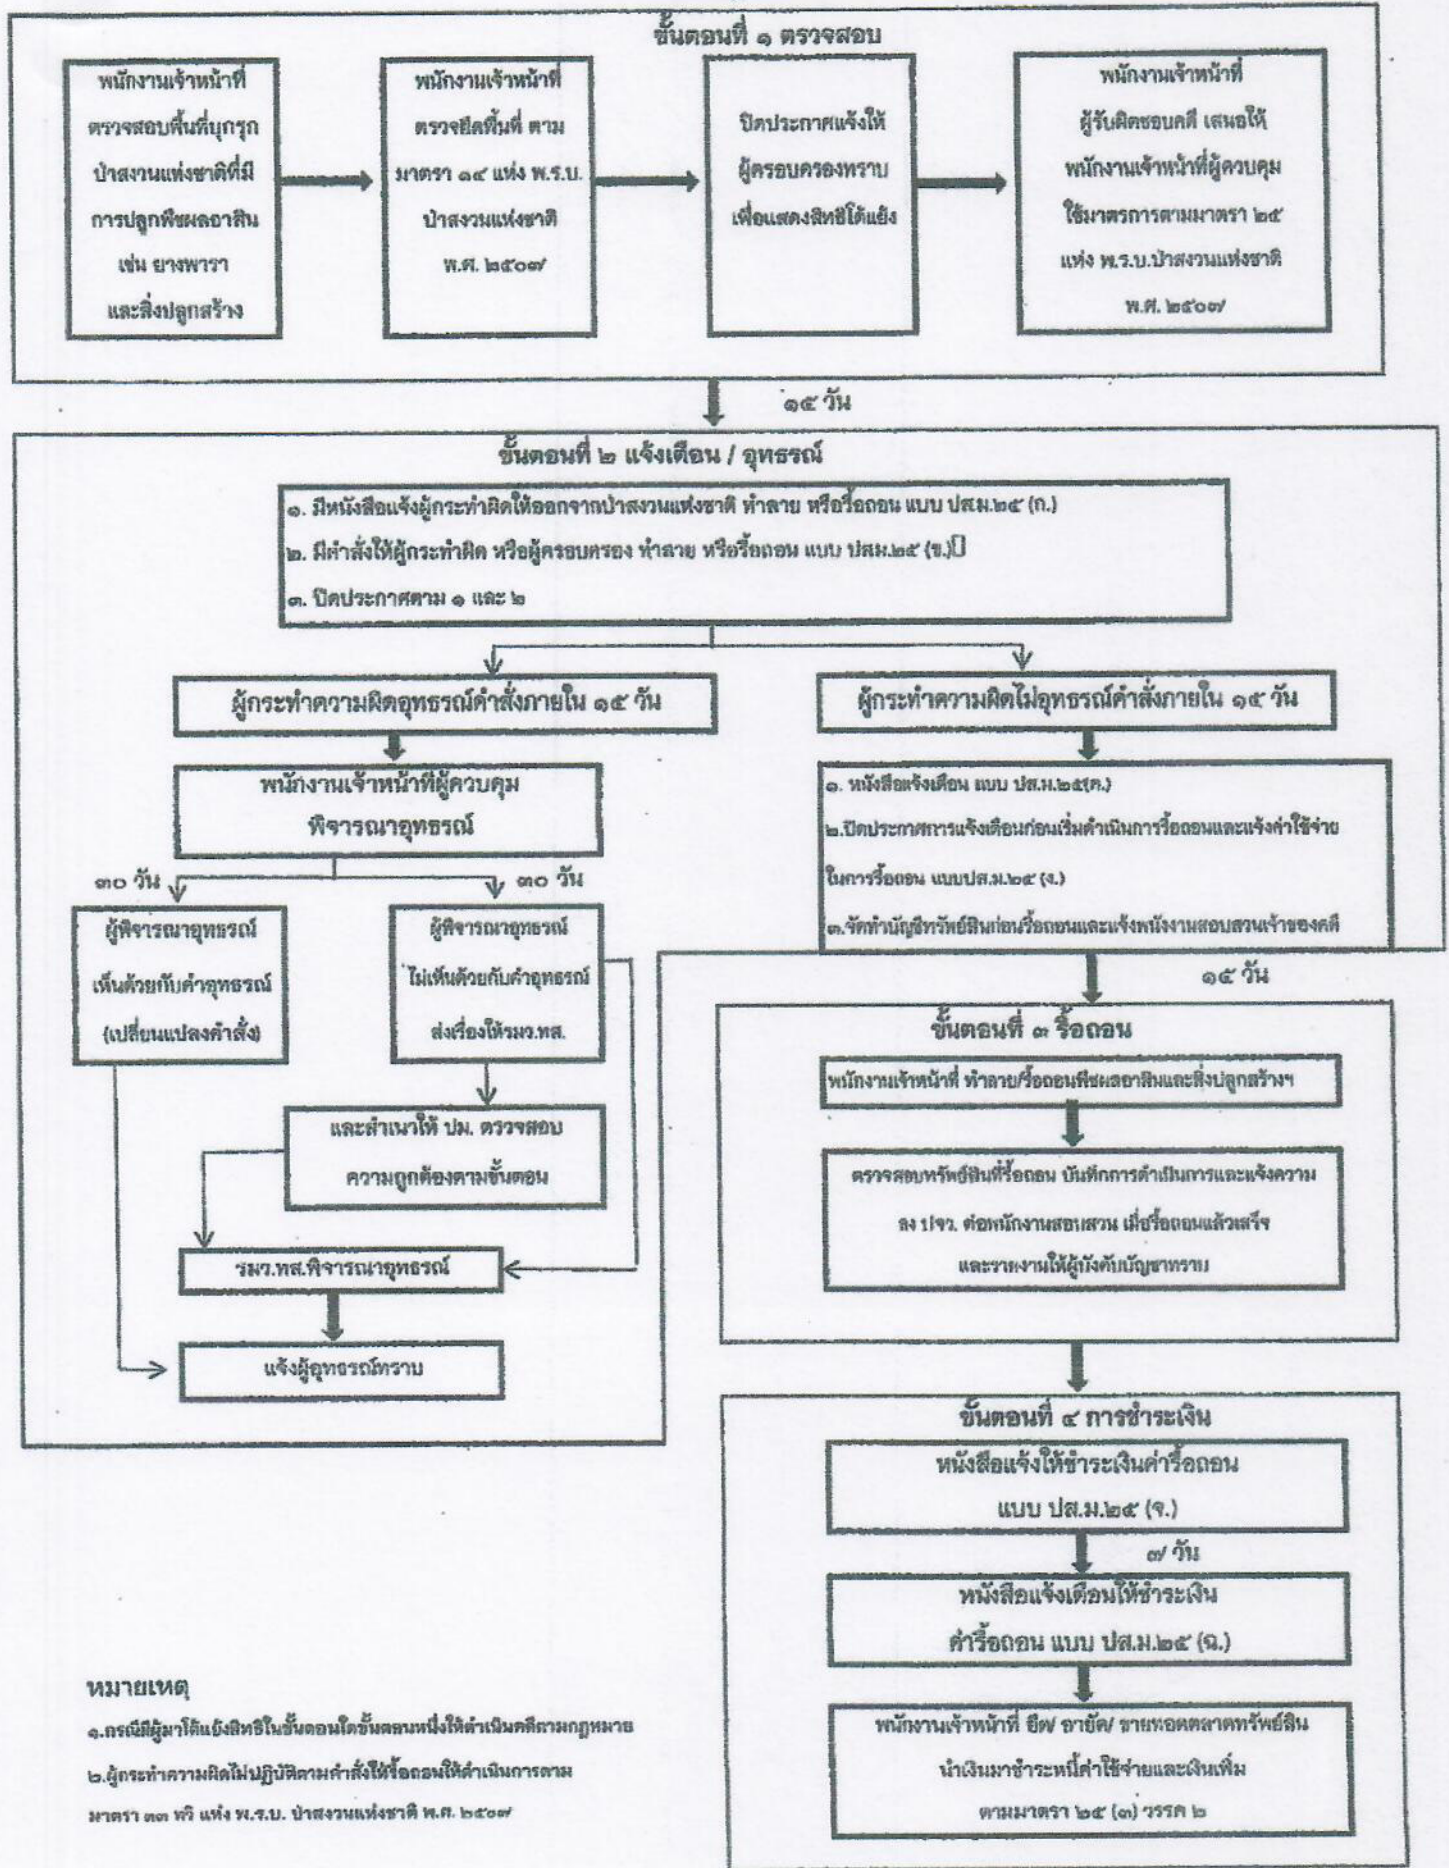 ขั้นตอนที่ ๑ ตรวจสอบ
พนักงานเจ้าหน้าที่
ตรวจสอบพื้นที่บุกรุก
ป่าสงวนแห่งชาติที่มี
การปลูกพืชผลอาสิน
เช่น ยางพารา
และสิ่งปลูกสร้าง
พนักงานเจ้าหน้าที่
ตรวจยึดพื้นที่ ตาม
มาตรา ๑๔ แห่ง พ.ร.บ.
ป่าสงวนแห่งชาติ
พ.ศ. ๒๕๐๗
ปิดประกาศแจ้งให้
ผู้ครอบครองทราบ
เพื่อแสดงสิทธิโต้แย้ง
พนักงานเจ้าหน้าที่
ผู้รับผิดชอบคดี เสนอให้
พนักงานเจ้าหน้าที่ผู้ควบคุม
ใช้มาตรการตามมาตรา ๒๕
แห่ง พ.ร.บ.ป่าสงวนแห่งชาติ
พ.ศ. ๒๕๐๗
๑๕ วัน
ขั้นตอนที่ ๒ แจ้งเตือน / อุทธรณ์
๑. มีหนังสือแจ้งผู้กระทำผิดให้ออกจากป่าสงวนแห่งชาติ ทำลาย หรือรื้อถอน แบบ ปส.ม.๒๕ (ก.)
๒. มีคำสั่งให้ผู้กระทำผิด หรือผู้ครอบครอง ทำลาย หรือรื้อถอน แบบ ปสม.๒๕ (ข.)
๓. ปิดประกาศตาม ๑ และ ๒
ผู้กระทำความผิดอุทธรณ์คำสั่งภายใน ๑๕ วัน
พนักงานเจ้าหน้าที่ผู้ควบคุม
พิจารณาอุทธรณ์
๓๐ วัน
๓๐ วัน
ผู้พิจารณาอุทธรณ์
เห็นด้วยกับคำอุทธรณ์
(เปลี่ยนแปลงคำสั่ง)
ผู้พิจารณาอุทธรณ์
ไม่เห็นด้วยกับคำอุทธรณ์
ส่งเรื่องให้รมว.ทส.
และสำเนาให้ ปม. ตรวจสอบ
ความถูกต้องตามขั้นตอน
รมว.ทส.พิจารณาอุทธรณ์
แจ้งผู้อุทธรณ์ทราบ
ผู้กระทำความผิดไม่อุทธรณ์คำสั่งภายใน ๑๕ วัน
๑. หนังสือแจ้งเตือน แบบ ปส.ม.๒๕(ค.)
๒.ปิดประกาศการแจ้งเตือนก่อนเริ่มดำเนินการรื้อถอนและแจ้งค่าใช้จ่าย
ในการรื้อถอน แบบปส.ม.๒๕ (ง.)
๓.จัดทำบัญชีทรัพย์สินก่อนรื้อถอนและแจ้งพนังงานสอบสวนเจ้าของคดี
๑๕ วัน
ขั้นตอนที่ ๓ รื้อถอน
พนักงานเจ้าหน้าที่ ทำลาย/รื้อถอนพืชผลอาสินและสิ่งปลูกสร้างฯ
ตรวจสอบทรัพย์สินที่รื้อถอน บันทึกการดำเนินการและแจ้งความ
ลง ปจว. ต่อพนักงานสอบสวน เมื่อรื้อถอนแล้วเสร็จ
และรายงานให้ผู้บังคับบัญชาทราบ
ขั้นตอนที่ ๔ การชำระเงิน
หนังสือแจ้งให้ชำระเงินค่ารื้อถอน
แบบ ปส.ม.๒๕ (จ.)
๗ วัน
หนังสือแจ้งเตือนให้ชำระเงิน
ค่ารื้อถอน แบบ ปส.ม.๒๕ (ฉ.)
พนักงานเจ้าหน้าที่ ยึด/ อายัด/ ขายทอดตลาดทรัพย์สิน
นำเงินมาชำระหนี้ค่าใช้จ่ายและเงินเพิ่ม
ตามมาตรา ๒๕ (๓) วรรค ๒
หมายเหตุ
๑.กรณีมีผู้มาโต้แย้งสิทธิในขั้นตอนใดขั้นตอนหนึ่งให้ดำเนินคดีตามกฎหมาย
๒.ผู้กระทำความผิดไม่ปฏิบัติตามคำสั่งให้รื้อถอนให้ดำเนินการตาม
มาตรา ๓๓ ทวิ แห่ง พ.ร.บ. ป่าสงวนแห่งชาติ พ.ศ. ๒๕๐๗